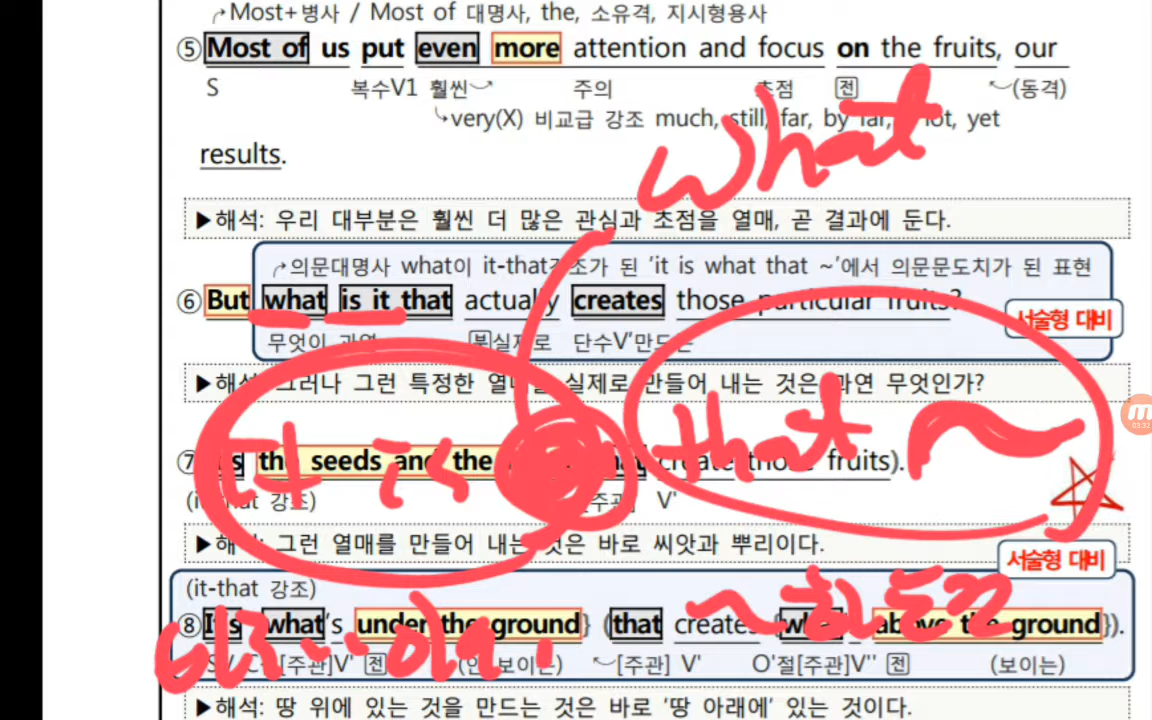 Most+병사 / Most of 대명사, the, 소유격, 지시형용사
⑤ Most of us put even more attention and focus on the fruits, our
S 복수V1 훨씬 주의 초점 전 (동격)
very(X) 비교급 강조 much, still, far, by far, lot, yet
what
results.
▶해석: 우리 대부분은 훨씬 더 많은 관심과 초점을 열매, 곧 결과에 둔다.
의문대명사 what이 it-that강조가 된 ‘it is what that ~’에서 의문문도치가 된 표현
⑥ But what is it that actually creates those particular fruits?
서술형 대비
무엇이 과연 실제로 단수V'만드는
▶해석: 그러나 그런 특정한 열매를 실제로 만들어 내는 것은 과연 무엇인가?
it is that ~
⑦ the seeds and the create those fruits).
(it-that 강조) [주관] V'
▶해석: 그런 열매를 만들어 내는 것은 바로 씨앗과 뿌리이다.
서술형 대비
(it-that 강조)
⑧ It's what's under the ground} (that creates {what above the ground}).
~하는것
[주관]V' 전 보이는) [주관] V' O'절[주관]V'' 전 (보이는)
▶해석: 땅 위에 있는 것을 만드는 것은 바로 ‘땅 아래에’ 있는 것이다.